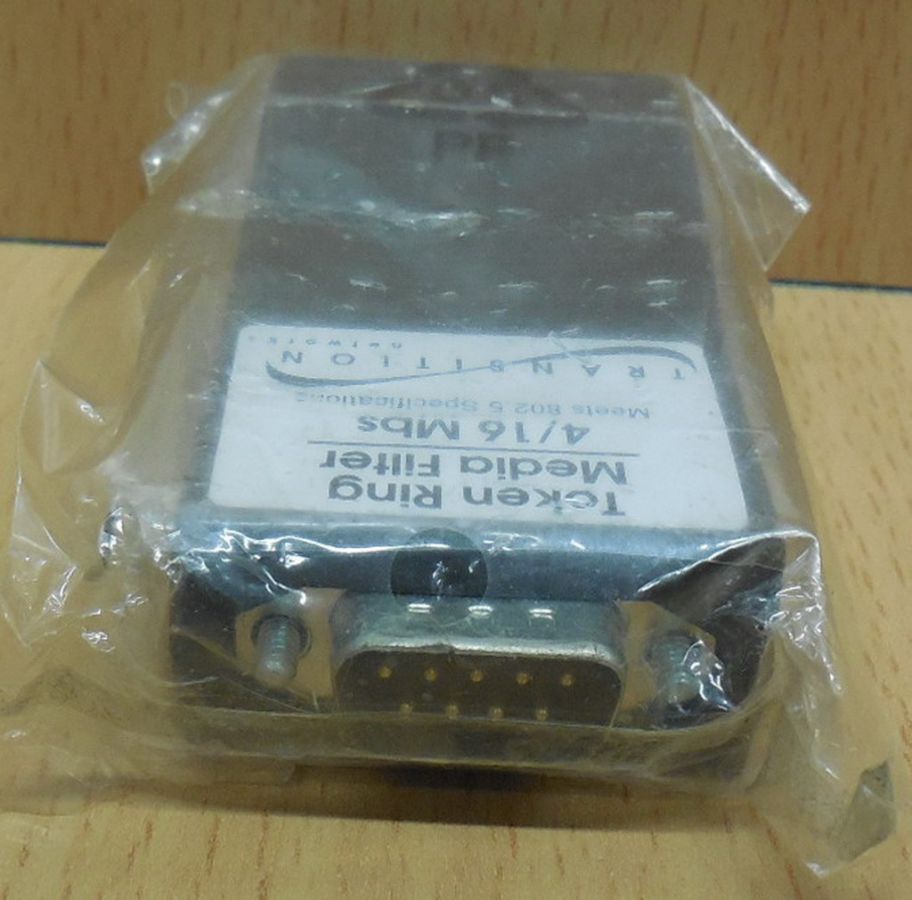 Token Ring
Media Filter
4/16 Mbs
Meets 802.5 Specifications
TRANSITION
networks